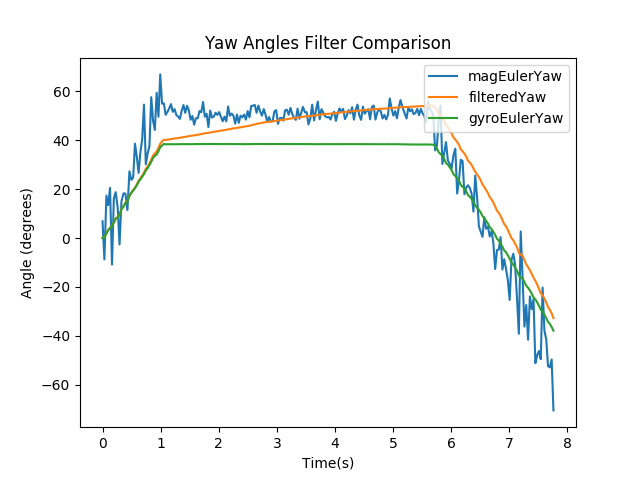 Yaw Angles Filter Comparison
magEulerYaw
filteredYaw
gyroEulerYaw
Angle (degrees)
60
40
20
0
−20
−40
−60
0 1 2 3 4 5 6 7 8
Time(s)